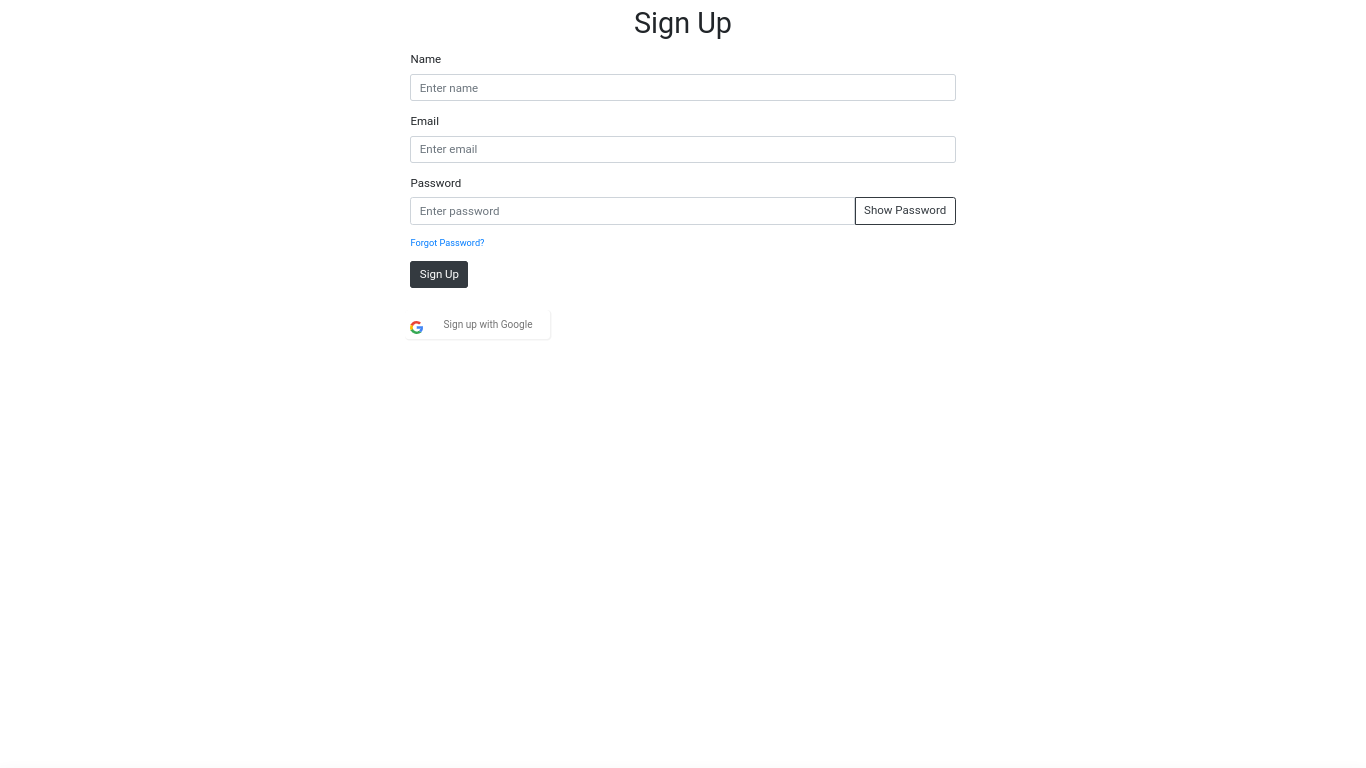 Sign Up
Name
Enter name
Email
Enter email
Password
Enter password Show Password
Forgot Password?
Sign Up
Sign up with Google